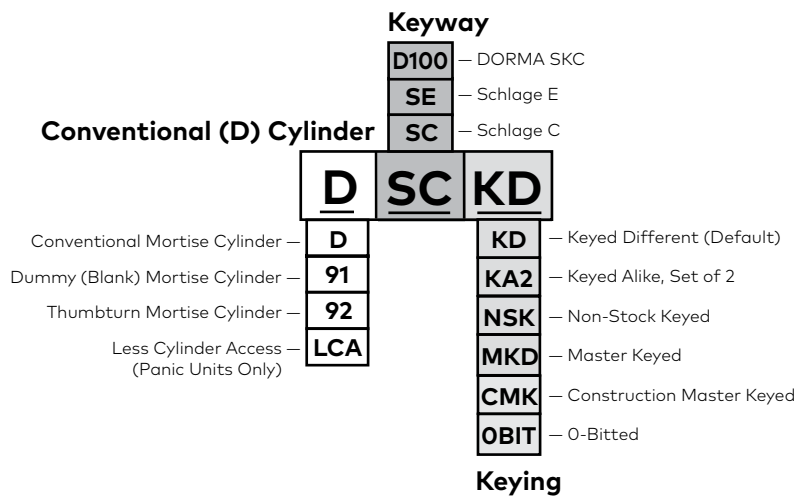 Keyway
D100 — DORMA SKC
SE — Schlage E
SC — Schlage C
Conventional (D) Cylinder
D SC KD
Conventional Mortise Cylinder — D
Dummy (Blank) Mortise Cylinder — 91
Thumbturn Mortise Cylinder — 92
Less Cylinder Access — LCA
(Panic Units Only)
KD — Keyed Different (Default)
KA2 — Keyed Alike, Set of 2
NSK — Non-Stock Keyed
MKD — Master Keyed
CMK — Construction Master Keyed
0BIT — 0-Bitted
Keying